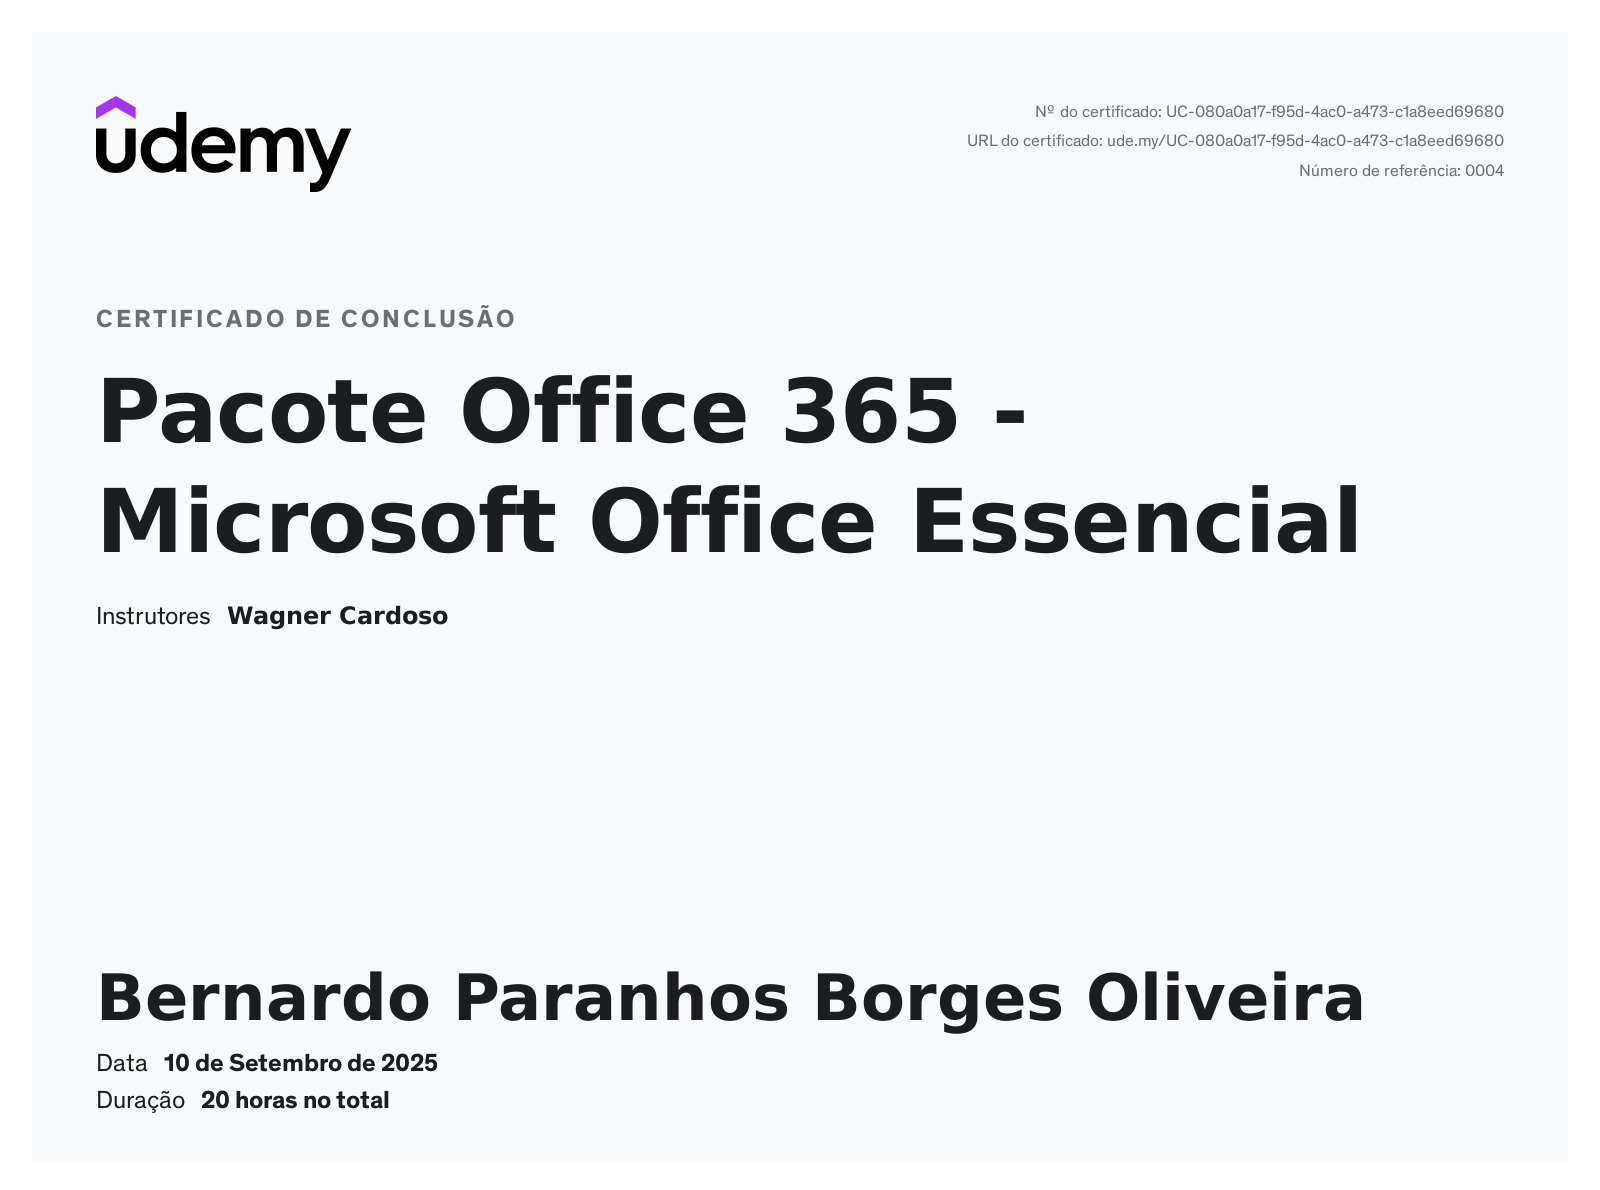 udemy
Nº do certificado: UC-080a0a17-f95d-4ac0-a473-c1a8eed69680
URL do certificado: ude.my/UC-080a0a17-f95d-4ac0-a473-c1a8eed69680
Número de referência: 0004
CERTIFICADO DE CONCLUSÃO
Pacote Office 365 -
Microsoft Office Essencial
Instrutores Wagner Cardoso
Bernardo Paranhos Borges Oliveira
Data 10 de Setembro de 2025
Duração 20 horas no total